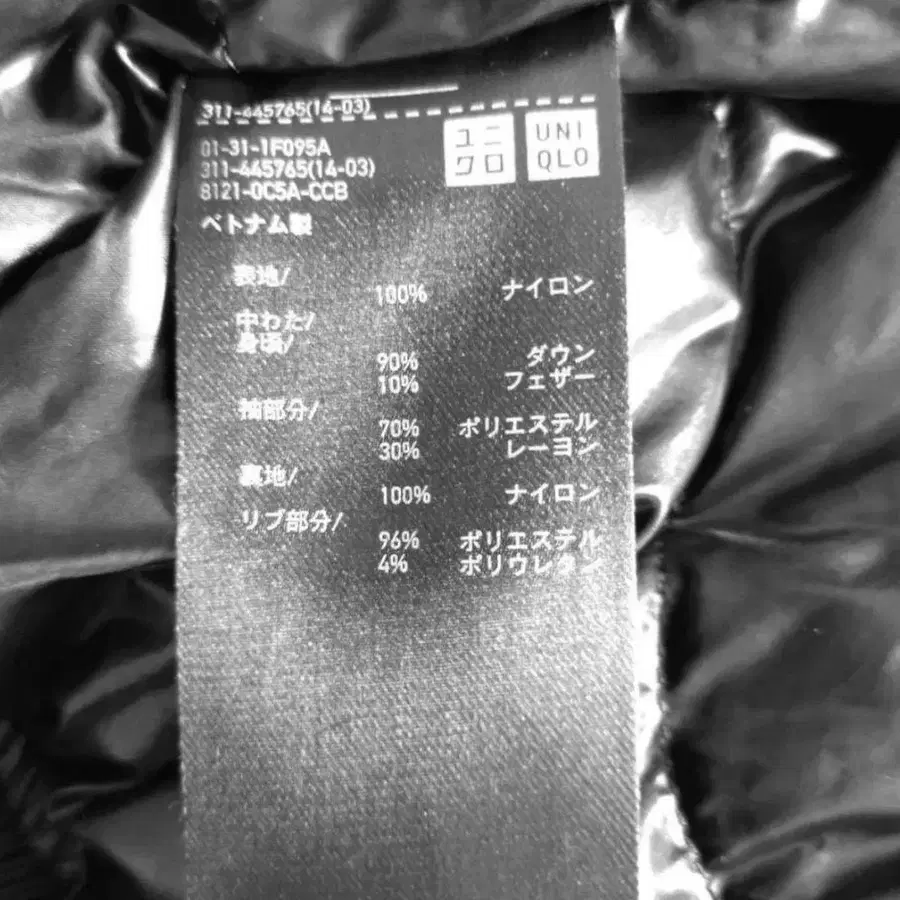 311-445765(14-03)
ユニ
クロ
UNI
QLO
01-31-1F095A
311-445765(14-03)
8121-0C5A-CCB
ベトナム製
表地/
100% ナイロン
中わた/
身頃/
90% ダウン
10% フェザー
袖部分/
70% ポリエステル
30% レーヨン
裏地/
100% ナイロン
リブ部分/
96% ポリエステル
4% ポリウレタン